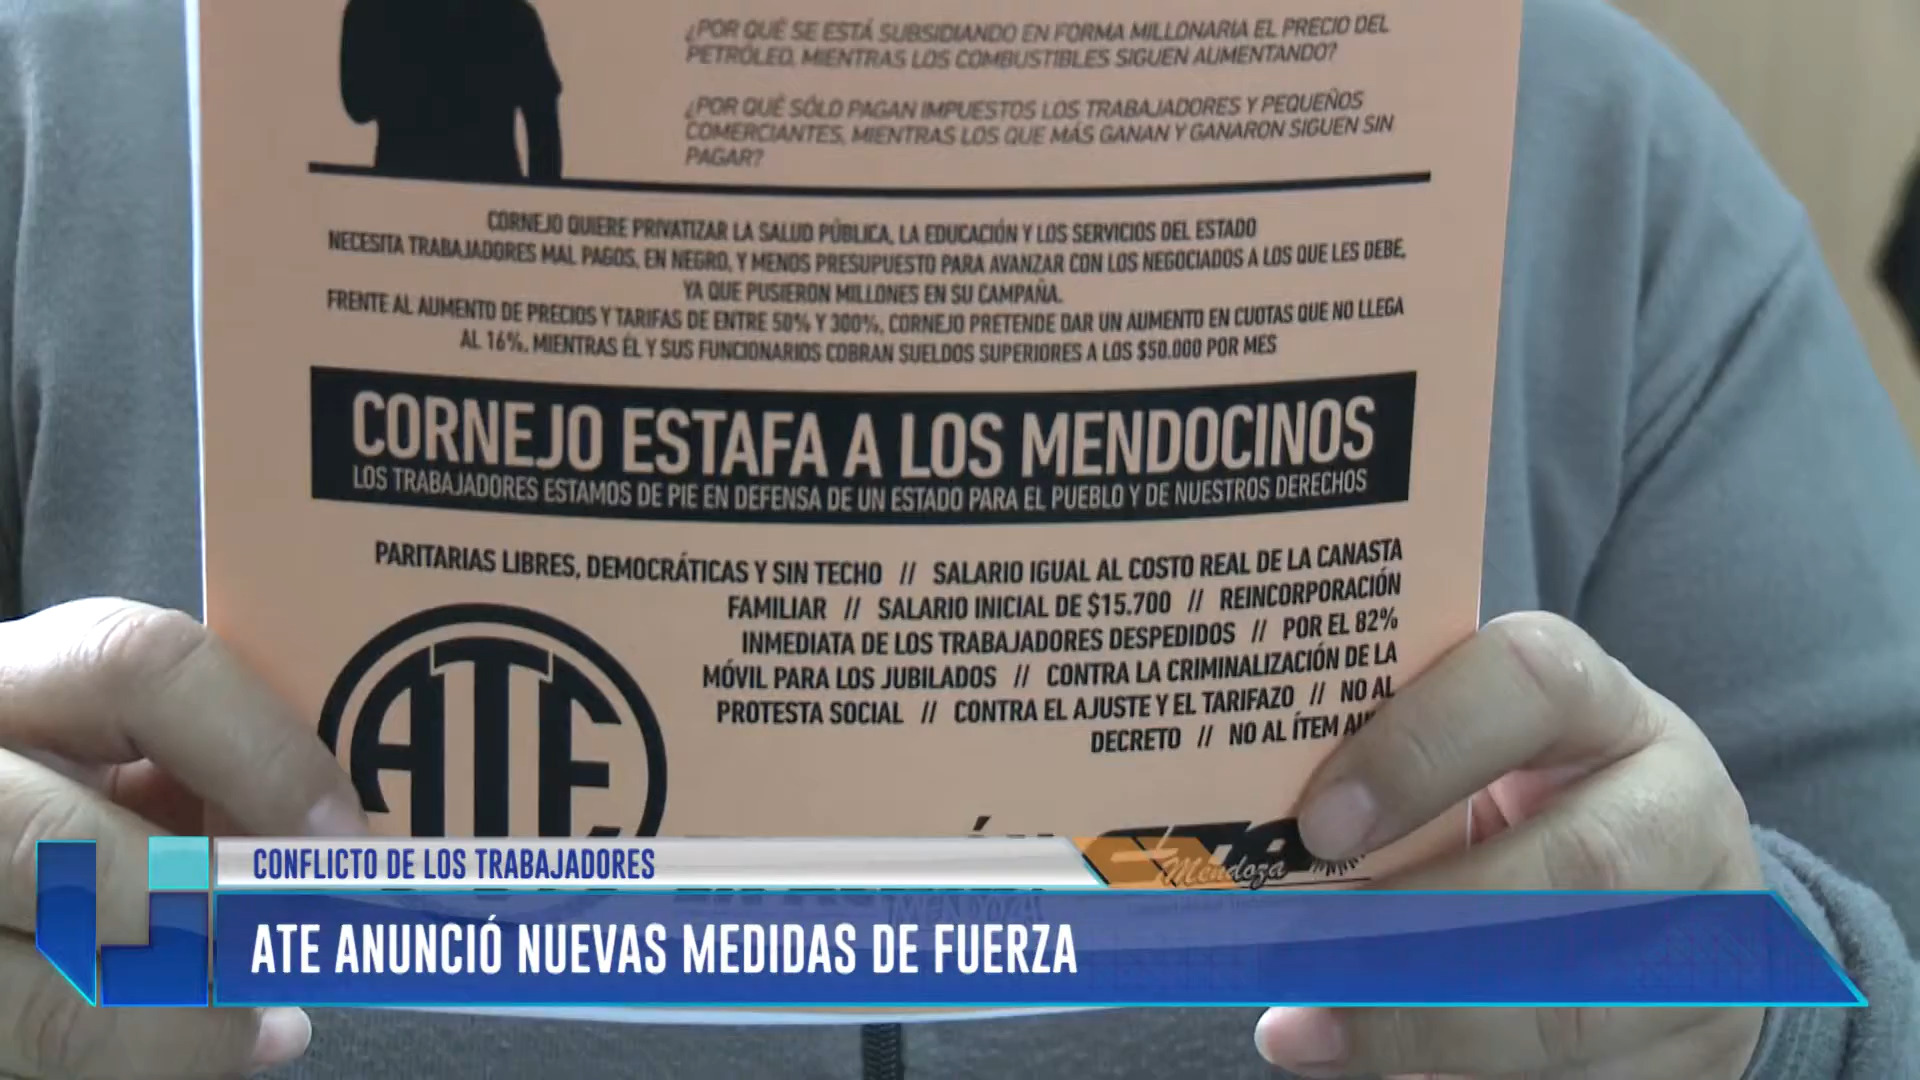 ¿POR QUÉ SE ESTÁ SUBSIDIANDO EN FORMA MILLONARIA EL PRECIO DEL
PETRÓLEO, MIENTRAS LOS COMBUSTIBLES SIGUEN AUMENTANDO?
¿POR QUÉ SÓLO PAGAN IMPUESTOS LOS TRABAJADORES Y PEQUEÑOS
COMERCIANTES, MIENTRAS LOS QUE MÁS GANAN Y GANARON SIGUEN SIN
PAGAR?
CORNEJO QUIERE PRIVATIZAR LA SALUD PÚBLICA, LA EDUCACIÓN Y LOS SERVICIOS DEL ESTADO
NECESITA TRABAJADORES MAL PAGOS, EN NEGRO, Y MENOS PRESUPUESTO PARA AVANZAR CON LOS NEGOCIADOS A LOS QUE LES DEBE,
YA QUE PUSIERON MILLONES EN SU CAMPAÑA.
FRENTE AL AUMENTO DE PRECIOS Y TARIFAS DE ENTRE 50% Y 300%, CORNEJO PRETENDE DAR UN AUMENTO EN CUOTAS QUE NO LLEGA
AL 16%, MIENTRAS ÉL Y SUS FUNCIONARIOS COBRAN SUELDOS SUPERIORES A LOS $50.000 POR MES
CORNEJO ESTAFA A LOS MENDOCINOS
LOS TRABAJADORES ESTAMOS DE PIE EN DEFENSA DE UN ESTADO PARA EL PUEBLO Y DE NUESTROS DERECHOS
PARITARIAS LIBRES, DEMOCRÁTICAS Y SIN TECHO // SALARIO IGUAL AL COSTO REAL DE LA CANASTA
FAMILIAR // SALARIO INICIAL DE $15.700 // REINCORPORACIÓN
INMEDIATA DE LOS TRABAJADORES DESPEDIDOS // POR EL 82%
MÓVIL PARA LOS JUBILADOS // CONTRA LA CRIMINALIZACIÓN DE LA
PROTESTA SOCIAL // CONTRA EL AJUSTE Y EL TARIFAZO // NO AL
DECRETO // NO AL ÍTEM
ATE
Mendoza
CONFLICTO DE LOS TRABAJADORES
MENDOZA
ATE ANUNCIÓ NUEVAS MEDIDAS DE FUERZA